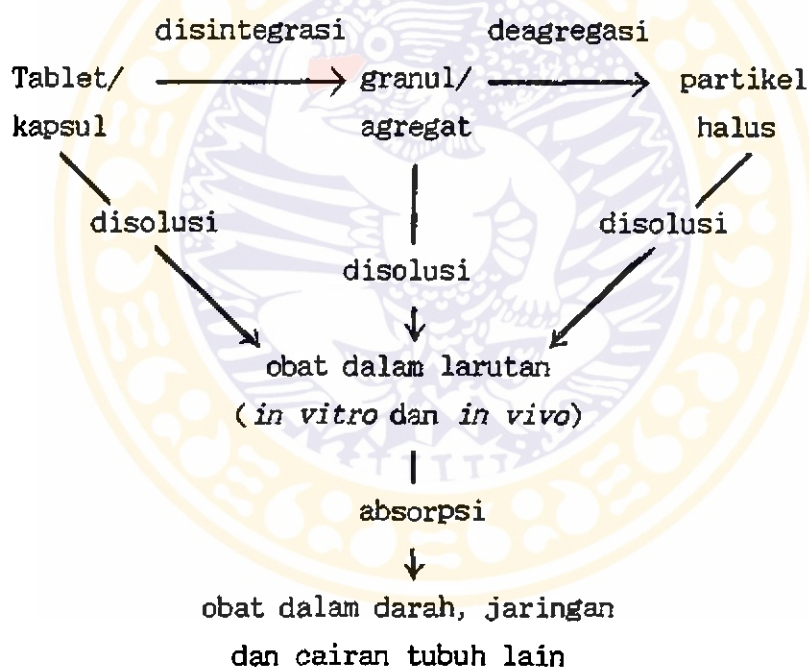 disintegrasi deagregasi
Tablet/ granul/ partikel
kapsul agregat halus
disolusi disolusi
disolusi
obat dalam larutan
(in vitro dan in vivo)
absorpsi
obat dalam darah, jaringan
dan cairan tubuh lain